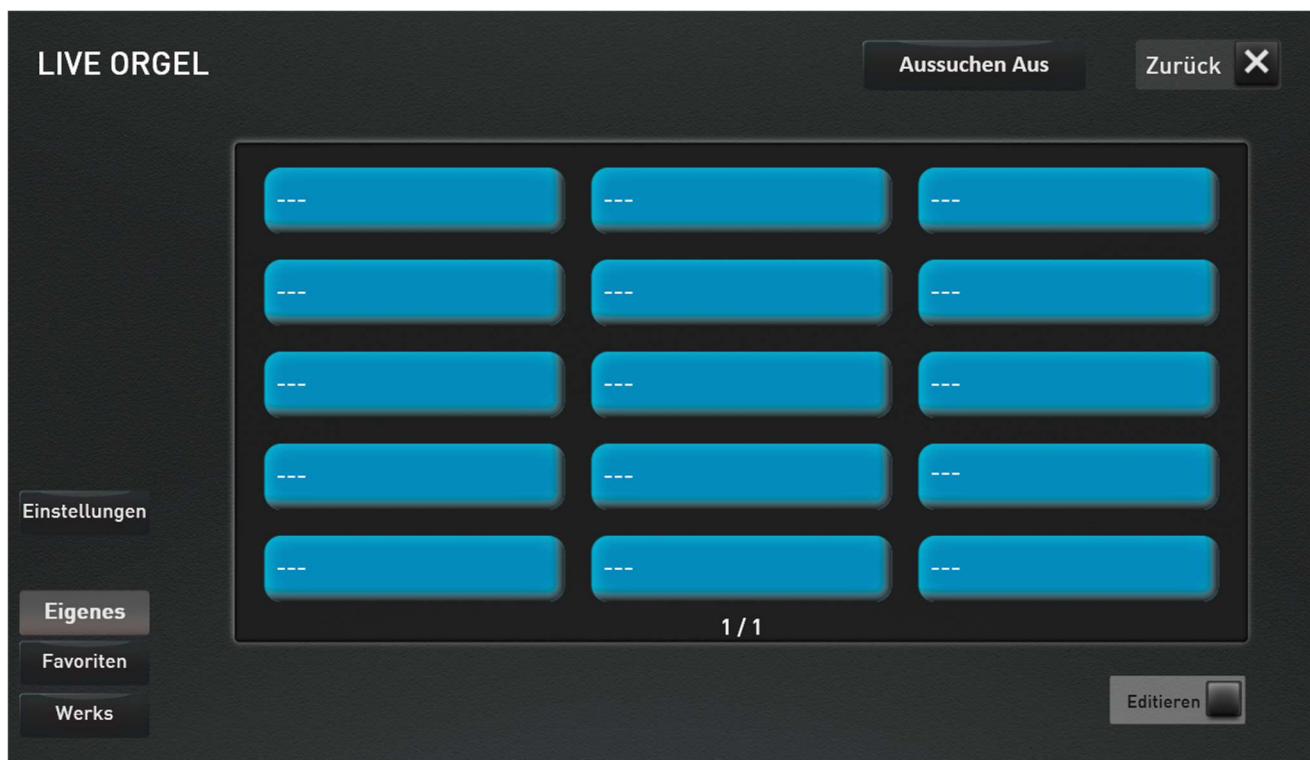 LIVE ORGEL
Aussuchen Aus
Zurück
--- --- ---
--- --- ---
--- --- ---
--- --- ---
Einstellungen
--- --- ---
Eigenes
1 / 1
Favoriten
Editieren
Werks